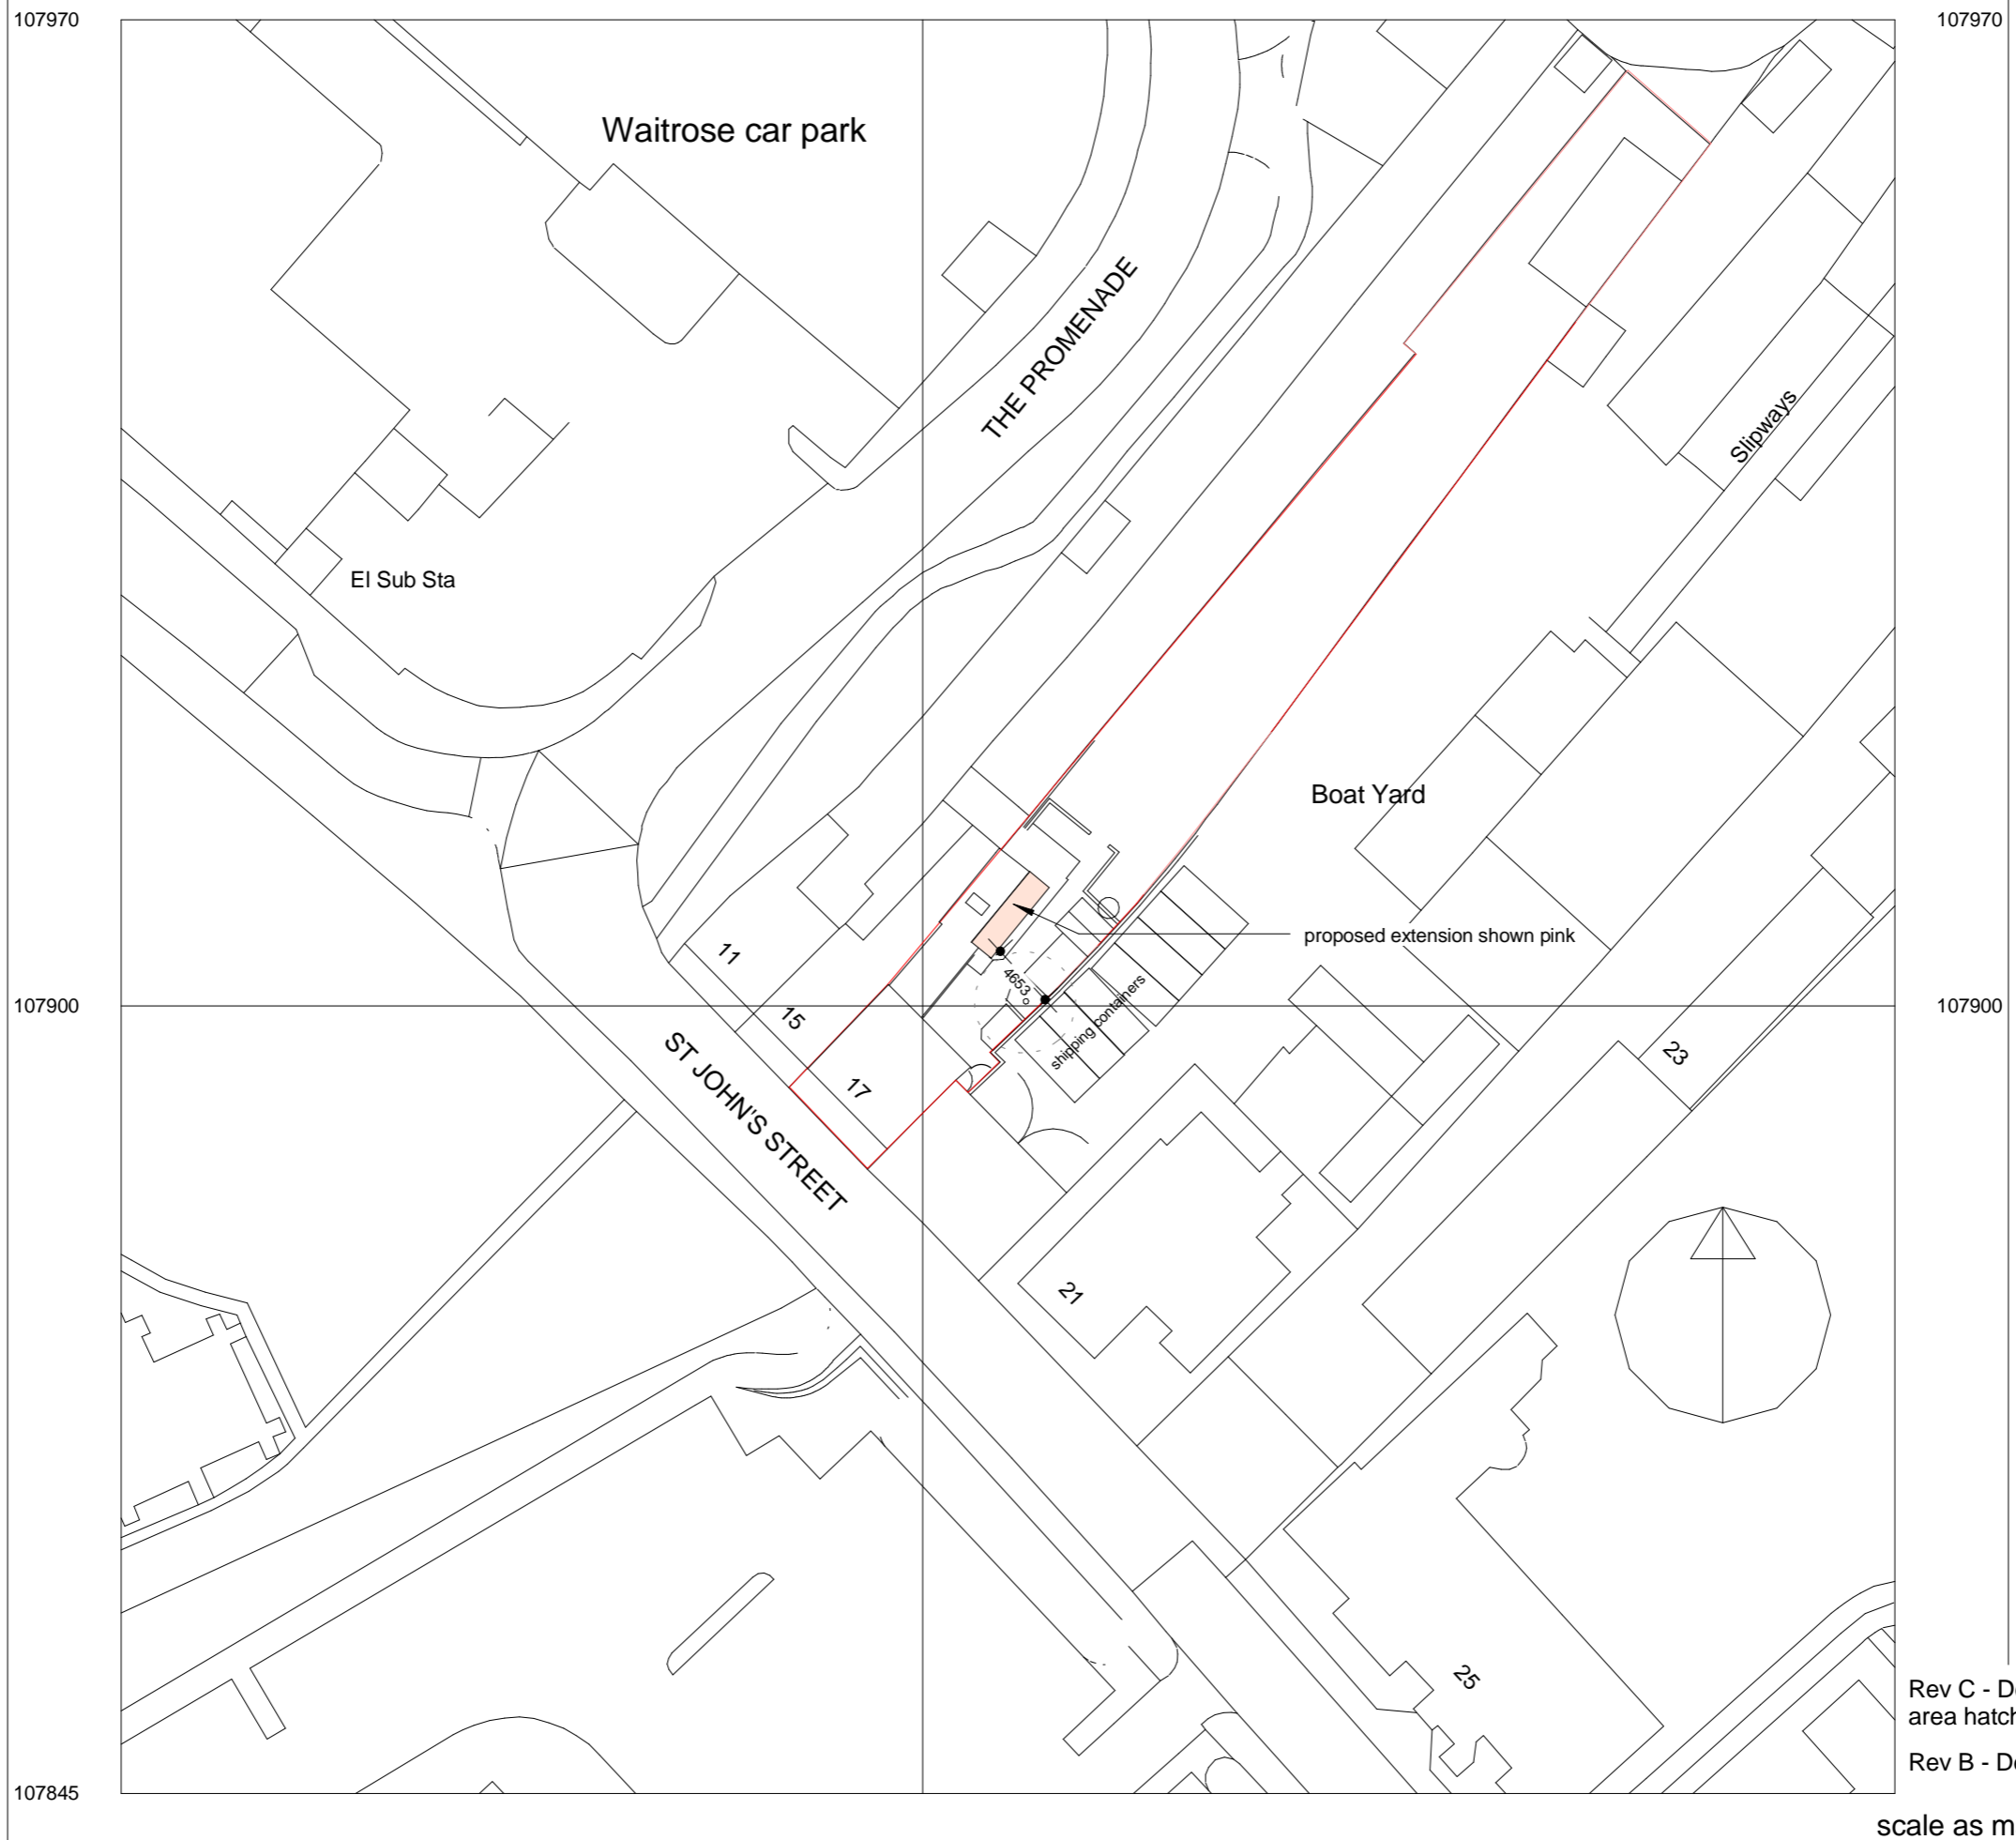 107970
107970
Waitrose car park
THE PROMENADE
Slipways
El Sub Sta
Boat Yard
proposed extension shown pink
11
4653
shipping containers
107900
107900
15
17
23
ST JOHN'S STREET
21
25
Rev C - D
area hatch
Rev B - De
107845
scale as m